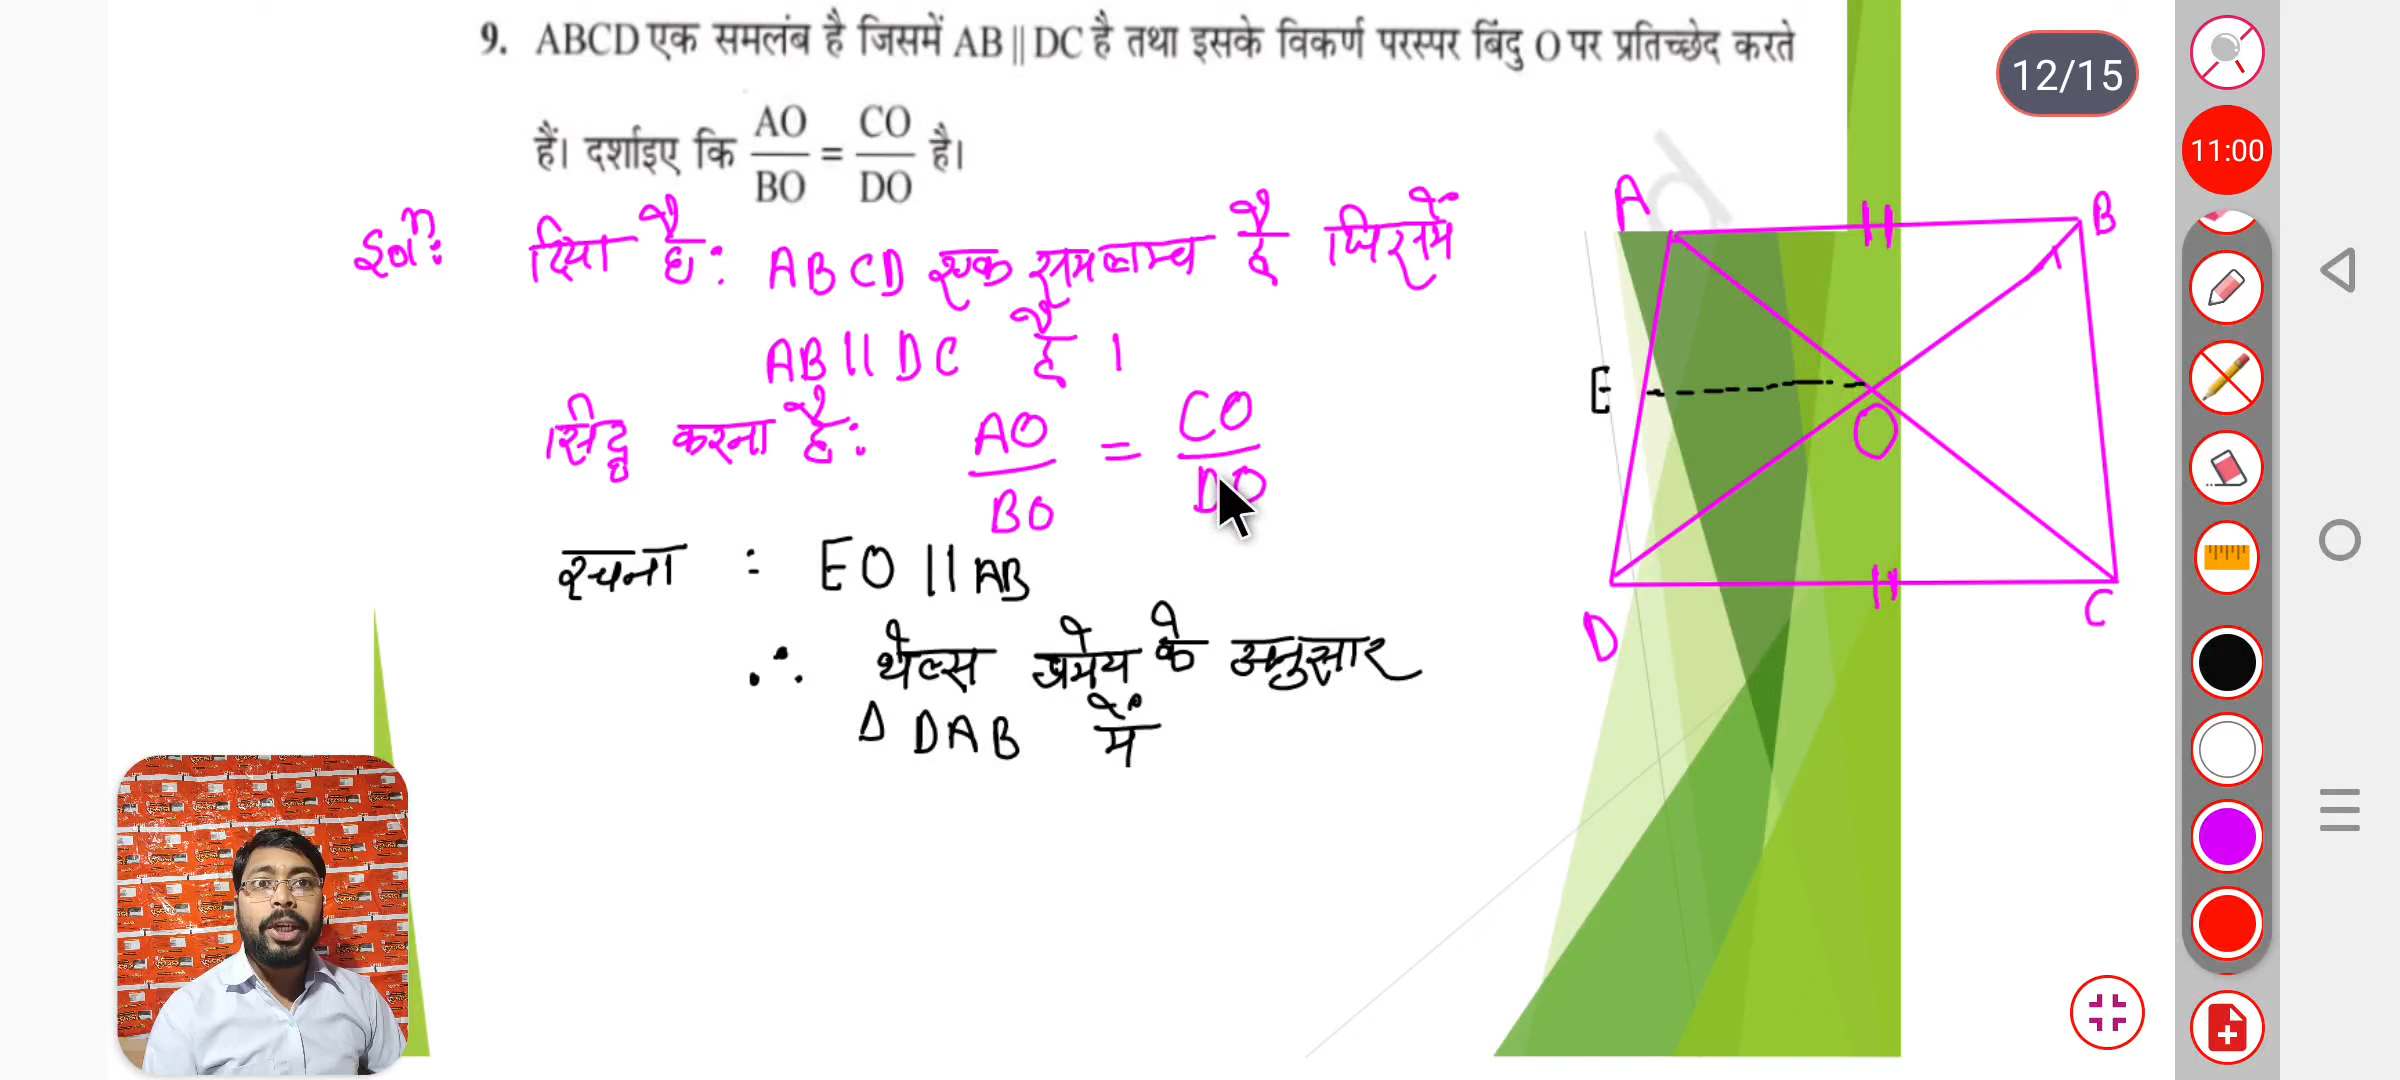 9. ABCD एक समलंब है जिसमें AB || DC है तथा इसके विकर्ण परस्पर बिंदु O पर प्रतिच्छेद करते
हैं। दर्शाइए कि AO/BO = CO/DO है।
Solⁿ: दिया है: ABCD एक समलम्ब है जिसमें
AB || DC है ।
सिद्ध करना है: AO/BO = CO/DO
रचना : EO || AB
∴ थेल्स प्रमेय के अनुसार
Δ DAB में
A
B
E
O
D
C
12/15
11:00